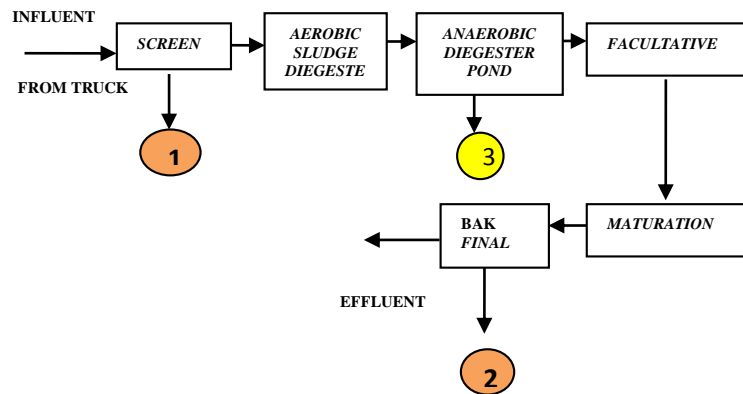 INFLUENT
FROM TRUCK
SCREEN
AEROBIC
SLUDGE
DIEGESTE
ANAEROBIC
DIEGESTER
POND
FACULTATIVE
1
3
MATURATION
BAK
FINAL
EFFLUENT
2